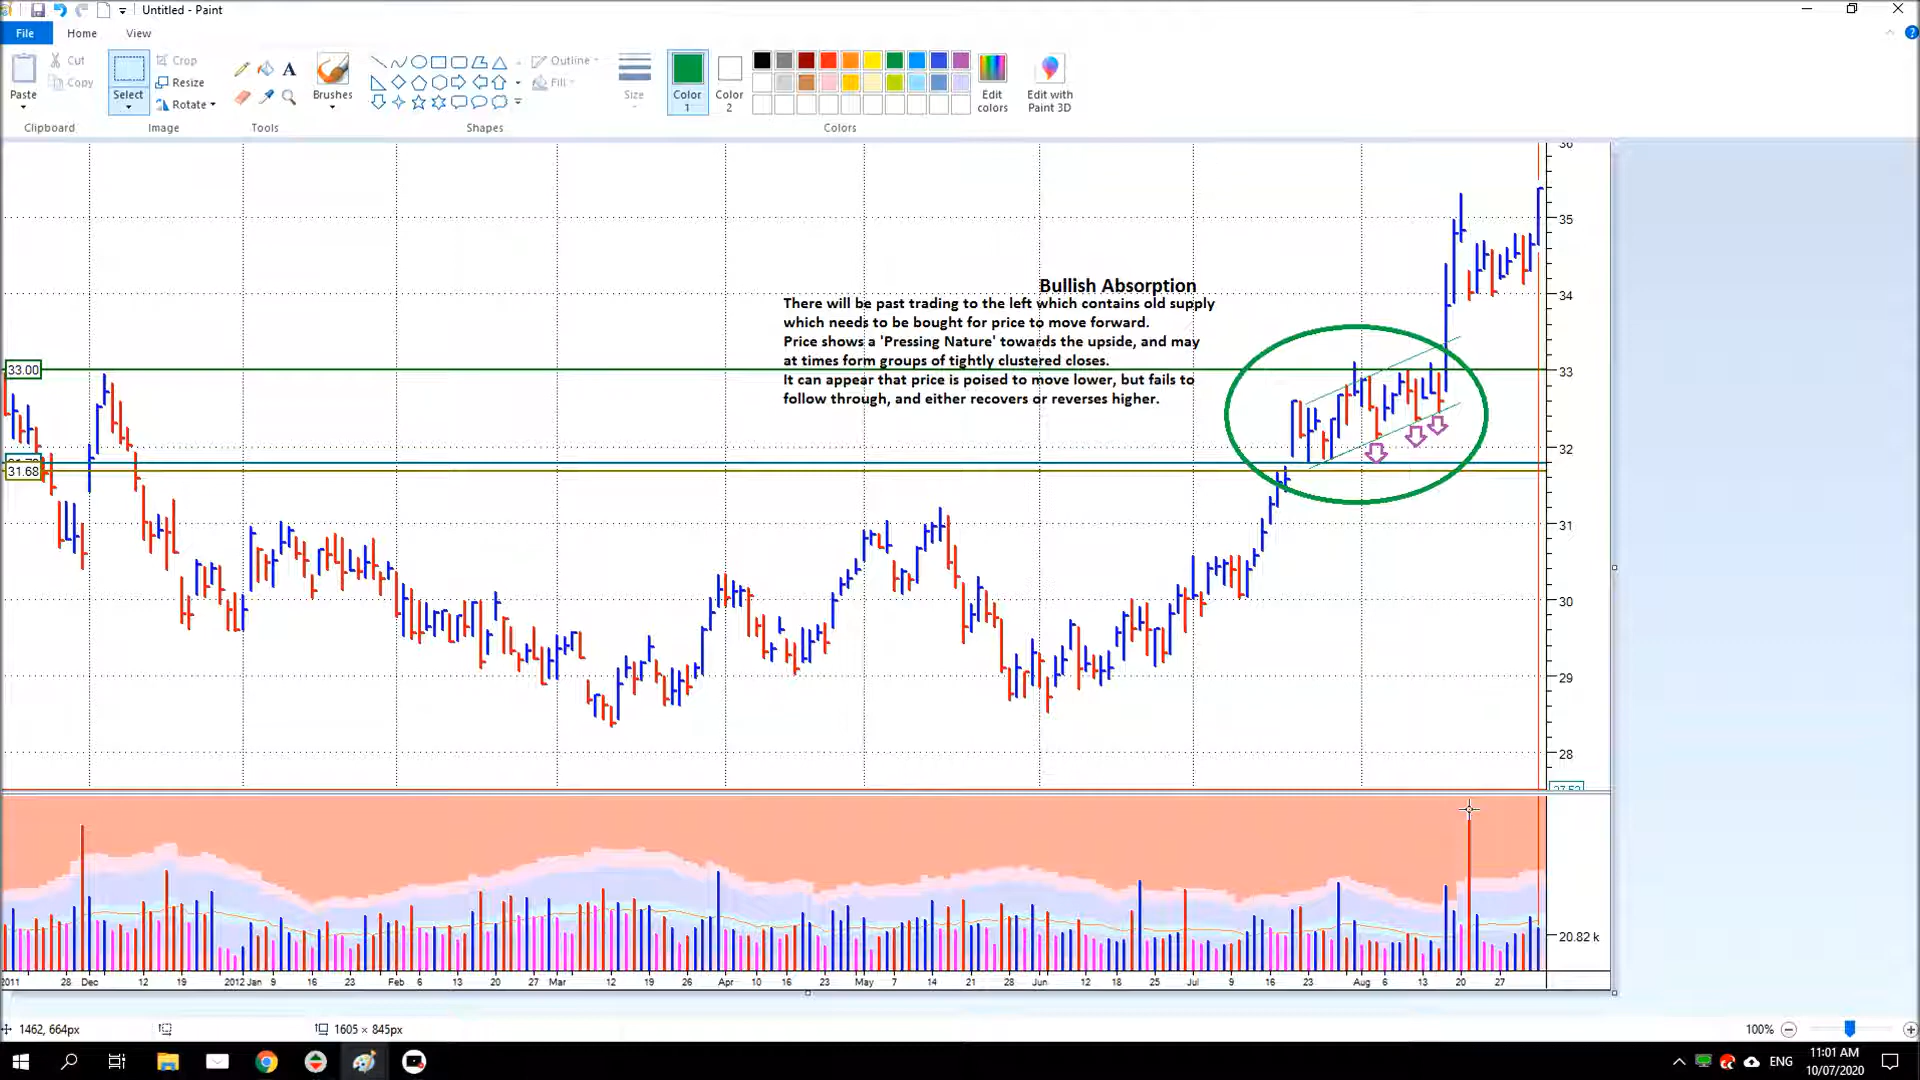 Untitled - Paint
File Home View
Paste
Cut
Copy
Clipboard
Select
Crop
Resize
Rotate
Image
Tools
Brushes
Shapes
Outline
Fill
Size
Color 1
Color 2
Edit colors
Edit with Paint 3D
Colors
Bullish Absorption
There will be past trading to the left which contains old supply
which needs to be bought for price to move forward.
Price shows a 'Pressing Nature' towards the upside, and may
at times form groups of tightly clustered closes.
It can appear that price is poised to move lower, but fails to
follow through, and either recovers or reverses higher.
33.00
31.68
36
35
34
33
32
31
30
29
28
20.82 k
2011 28 Dec 12 19 2012 Jan 9 16 23 Feb 6 13 20 27 Mar 12 19 26 Apr 9 16 23 May 7 14 21 28 Jun 11 18 25 Jul 9 16 23 Aug 6 13 20 27
1462, 664px
1605 × 845px
100%
ENG
11:01 AM
10/07/2020